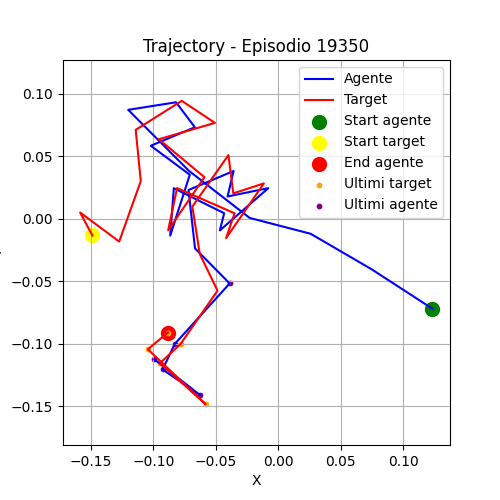 Trajectory - Episodio 19350
Agente
Target
Start agente
Start target
End agente
Ultimi target
Ultimi agente
0.10
0.05
0.00
−0.05
−0.10
−0.15
−0.15 −0.10 −0.05 0.00 0.05 0.10
X